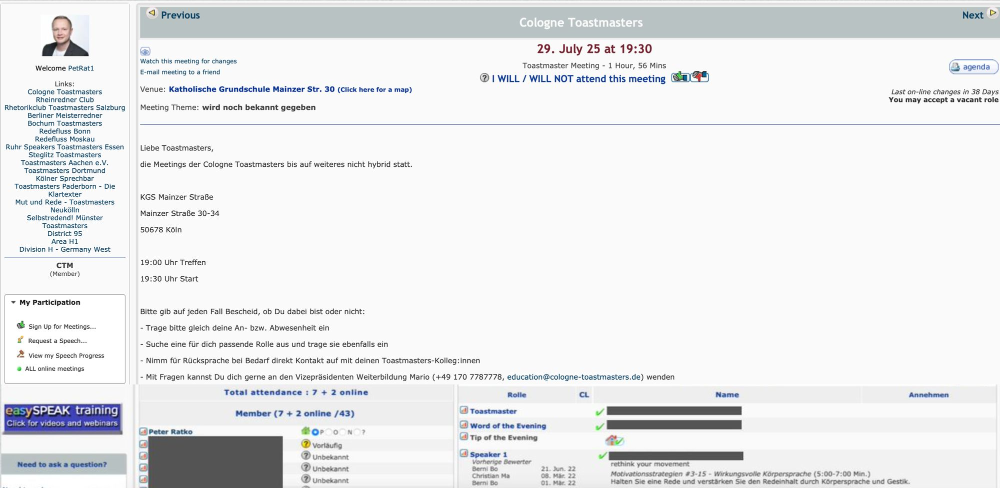 Previous
Cologne Toastmasters
Next
Welcome PetRat1
Links:
Cologne Toastmasters
Rheinredner Club
Rhetorikclub Toastmasters Salzburg
Berliner Meisterredner
Bochum Toastmasters
Redefluss Bonn
Redefluss Moskau
Ruhr Speakers Toastmasters Essen
Steglitz Toastmasters
Toastmasters Aachen e.V.
Toastmasters Dortmund
Kölner Sprechbar
Toastmasters Paderborn - Die
Klartexter
Mut und Rede - Toastmasters
Neukölln
Selbstredend! Münster
Toastmasters
District 95
Area H1
Division H - Germany West
CTM
(Member)
My Participation
Sign Up for Meetings...
Request a Speech...
View my Speech Progress
ALL online meetings
easySPEAK training
Click for videos and webinars
Need to ask a question?
Watch this meeting for changes
E-mail meeting to a friend
29. July 25 at 19:30
Toastmaster Meeting - 1 Hour, 56 Mins
? I WILL / WILL NOT attend this meeting
agenda
Venue: Katholische Grundschule Mainzer Str. 30 (Click here for a map)
Last on-line changes in 38 Days
You may accept a vacant role
Meeting Theme: wird noch bekannt gegeben
Liebe Toastmasters,
die Meetings der Cologne Toastmasters bis auf weiteres nicht hybrid statt.
KGS Mainzer Straße
Mainzer Straße 30-34
50678 Köln
19:00 Uhr Treffen
19:30 Uhr Start
Bitte gib auf jeden Fall Bescheid, ob Du dabei bist oder nicht:
- Trage bitte gleich deine An- bzw. Abwesenheit ein
- Suche eine für dich passende Rolle aus und trage sie ebenfalls ein
- Nimm für Rücksprache bei Bedarf direkt Kontakt auf mit deinen Toastmasters-Kolleg:innen
- Mit Fragen kannst Du dich gerne an den Vizepräsidenten Weiterbildung Mario (+49 170 7787778, education@cologne-toastmasters.de) wenden
Total attendance : 7 + 2 online
Member (7 + 2 online /43)
Peter Ratko P O N ?
? Vorläufig
? Unbekannt
? Unbekannt
? Unbekannt
Rolle CL Name Annehmen
Toastmaster
Word of the Evening
Tip of the Evening
Speaker 1
Vorherige Bewerter
rethink your movement
Berni Bo 21. Jun. 22
Motivationsstrategien #3-15 - Wirkungsvolle Körpersprache (5:00-7:00 Min.)
Christian Ma 08. Mär. 22
Halten Sie eine Rede und verstärken Sie den Redeinhalt durch Körpersprache und Gestik.
Berni Bo 01. Mär. 22